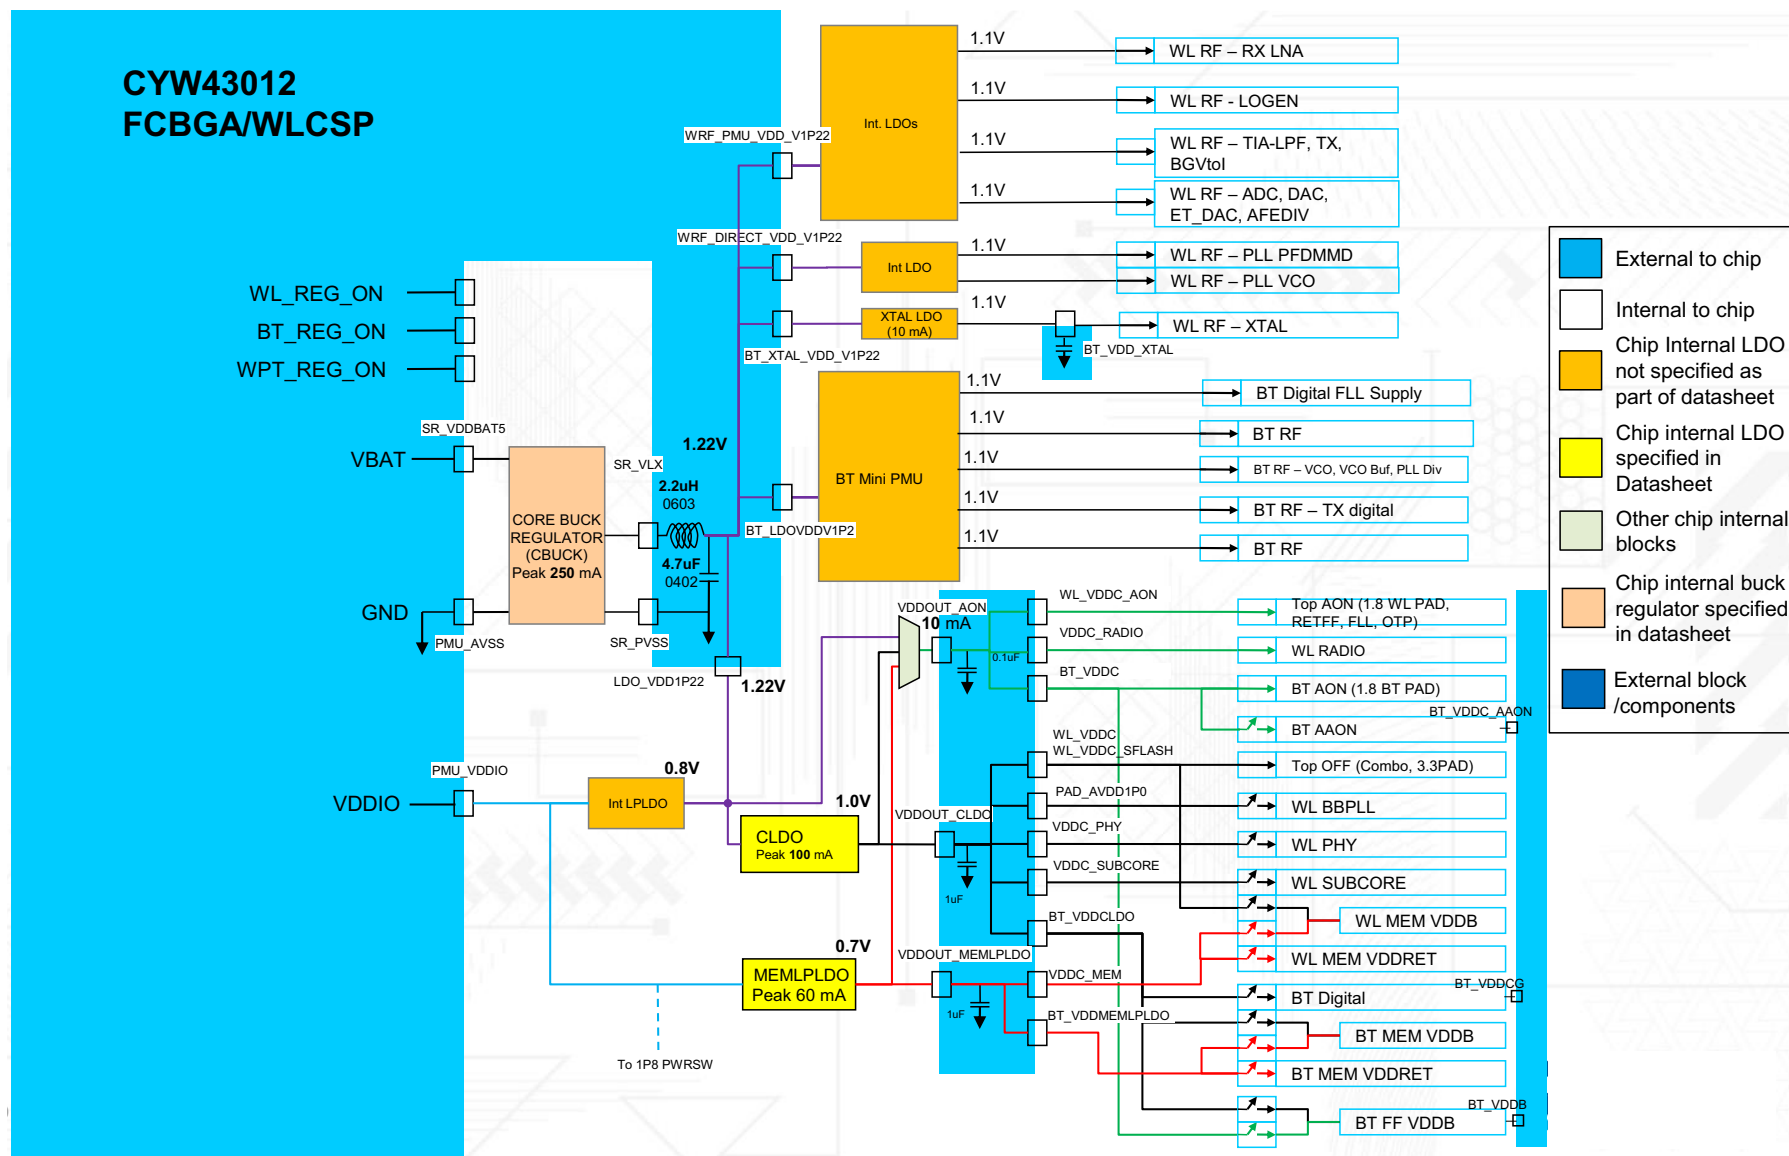 CYW43012
FCBGA/WLCSP
WL_REG_ON
BT_REG_ON
WPT_REG_ON
SR_VDDBAT5
VBAT
GND
PMU_AVSS
CORE BUCK
REGULATOR
(CBUCK)
Peak 250 mA
SR_VLX
2.2uH
0603
4.7uF
0402
SR_PVSS
1.22V
LDO_VDD1P22
1.22V
WRF_PMU_VDD_V1P22
WRF_DIRECT_VDD_V1P22
BT_XTAL_VDD_V1P22
BT_LDOVDDV1P2
Int. LDOs
1.1V
WL RF – RX LNA
1.1V
WL RF - LOGEN
1.1V
WL RF – TIA-LPF, TX,
BGVtoI
1.1V
WL RF – ADC, DAC,
ET_DAC, AFEDIV
Int LDO
1.1V
WL RF – PLL PFDMMD
WL RF – PLL VCO
XTAL LDO
(10 mA)
1.1V
WL RF – XTAL
BT_VDD_XTAL
BT Mini PMU
1.1V
BT Digital FLL Supply
1.1V
BT RF
1.1V
BT RF – VCO, VCO Buf, PLL Div
1.1V
BT RF – TX digital
1.1V
BT RF
PMU_VDDIO
VDDIO
Int LPLDO
0.8V
1.0V
CLDO
Peak 100 mA
0.7V
MEMLPLDO
Peak 60 mA
To 1P8 PWRSW
VDDOUT_AON
10 mA
0.1uF
VDDOUT_CLDO
1uF
VDDOUT_MEMLPLDO
1uF
WL_VDDC_AON
Top AON (1.8 WL PAD,
RETFF, FLL, OTP)
VDDC_RADIO
WL RADIO
BT_VDDC
BT AON (1.8 BT PAD)
BT_VDDC_AAON
BT AAON
WL_VDDC
WL_VDDC_SFLASH
Top OFF (Combo, 3.3PAD)
PAD_AVDD1P0
WL BBPLL
VDDC_PHY
WL PHY
VDDC_SUBCORE
WL SUBCORE
BT_VDDCLDO
WL MEM VDDB
WL MEM VDDRET
VDDC_MEM
BT_VDDCG
BT Digital
BT_VDDMEMLPLDO
BT MEM VDDB
BT MEM VDDRET
BT_VDDB
BT FF VDDB
External to chip
Internal to chip
Chip Internal LDO
not specified as
part of datasheet
Chip internal LDO
specified in
Datasheet
Other chip internal
blocks
Chip internal buck
regulator specified
in datasheet
External block
/components